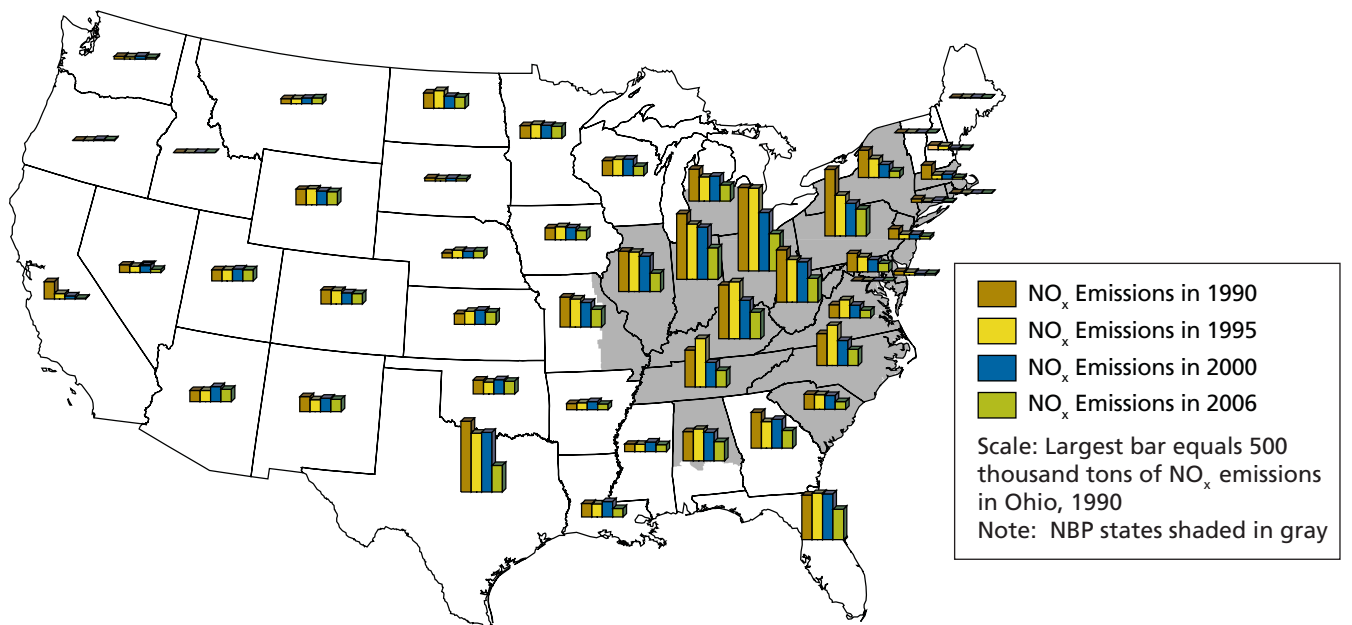 NOₓ Emissions in 1990
NOₓ Emissions in 1995
NOₓ Emissions in 2000
NOₓ Emissions in 2006
Scale: Largest bar equals 500
thousand tons of NOₓ emissions
in Ohio, 1990
Note: NBP states shaded in gray